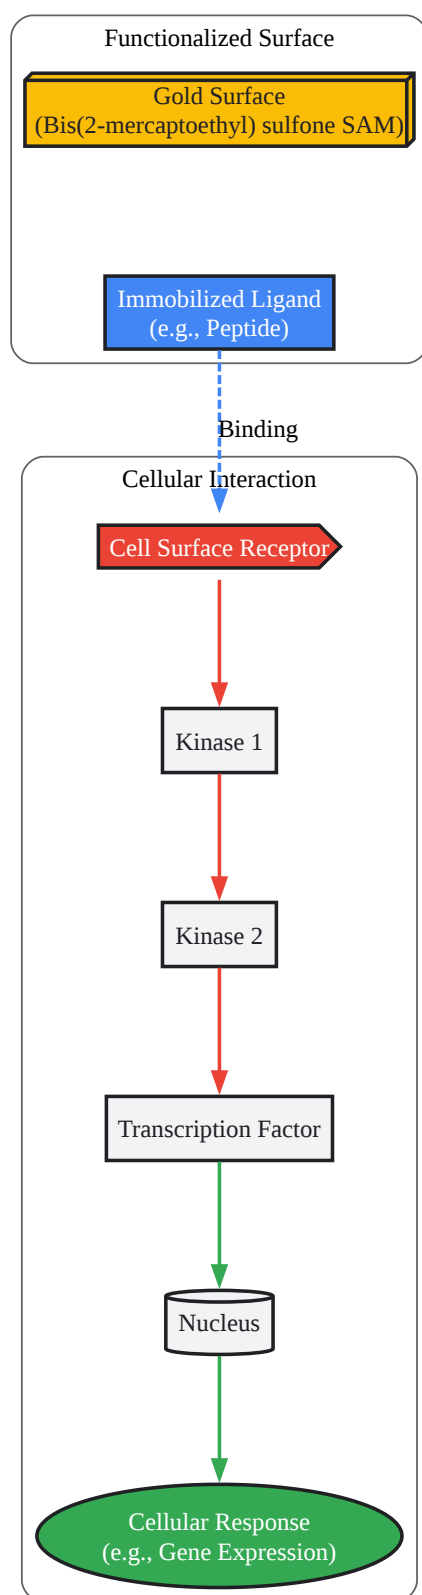 Functionalized Surface
Gold Surface
(Bis(2-mercaptoethyl) sulfone SAM)
Immobilized Ligand
(e.g., Peptide)
Binding
Cellular Interaction
Cell Surface Receptor
Kinase 1
Kinase 2
Transcription Factor
Nucleus
Cellular Response
(e.g., Gene Expression)